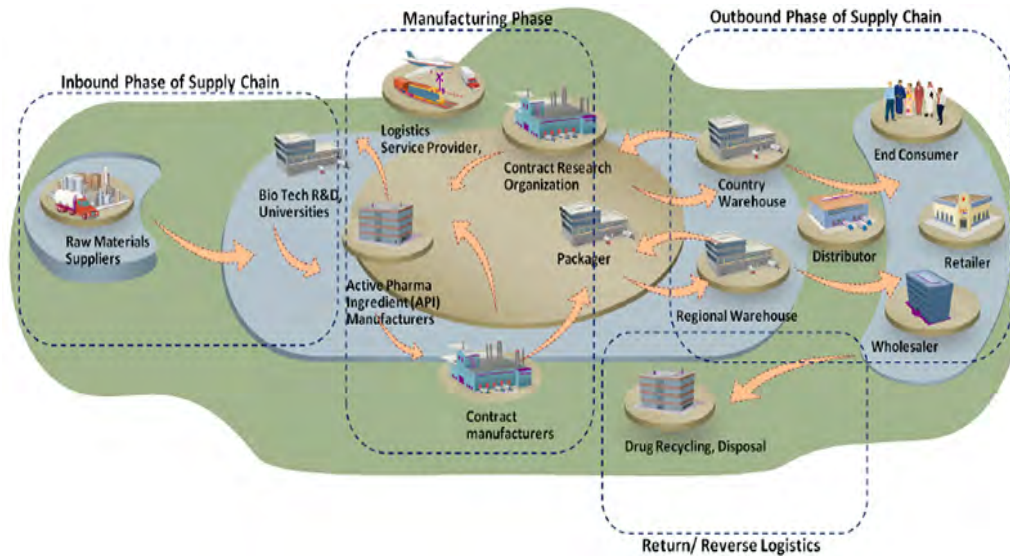 Manufacturing Phase
Outbound Phase of Supply Chain
Inbound Phase of Supply Chain
Logistics
Service Provider,
Contract Research
Organization
End Consumer
Bio Tech R&D,
Universities
Country
Warehouse
Raw Materials
Suppliers
Packager
Distributor
Retailer
Active Pharma
Ingredient (API)
Manufacturers
Regional Warehouse
Wholesaler
Contract
manufacturers
Drug Recycling, Disposal
Return/ Reverse Logistics